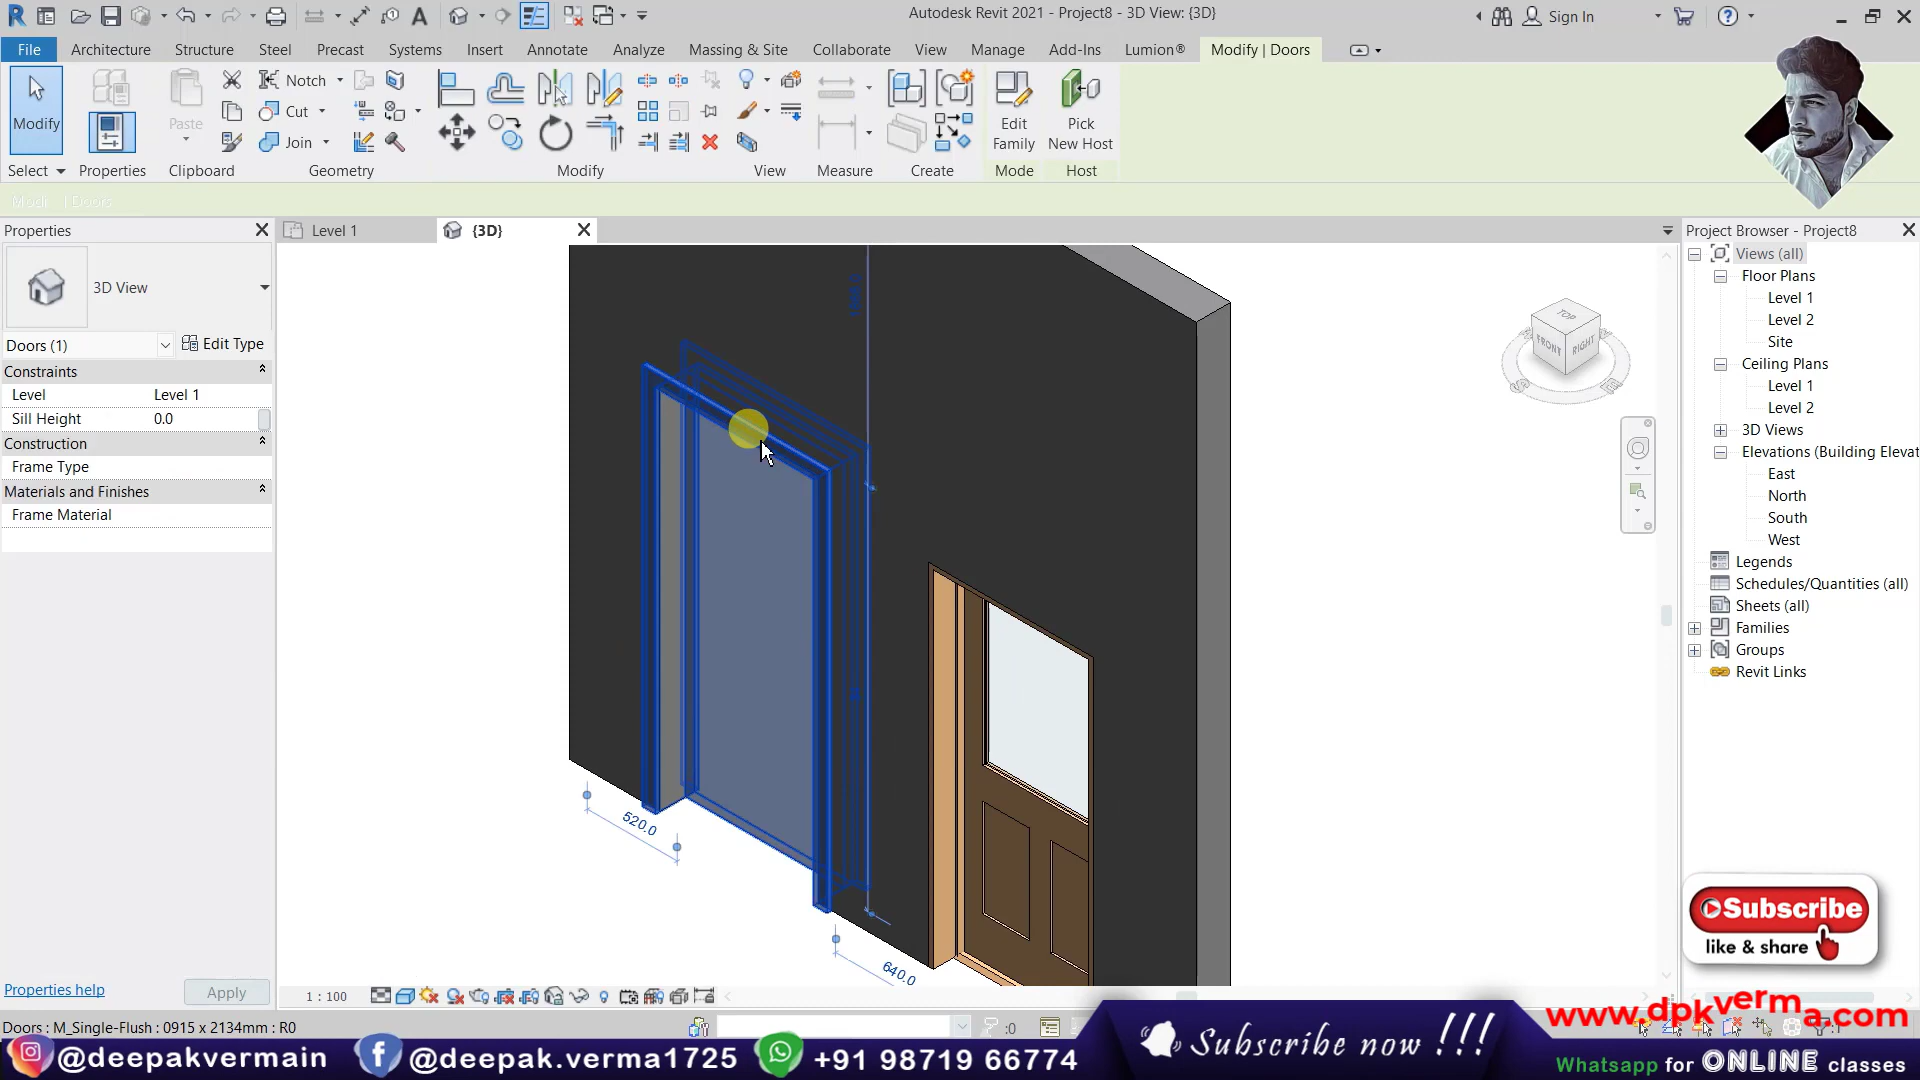 Autodesk Revit 2021 - Project8 - 3D View: {3D}
Sign In
File Architecture Structure Steel Precast Systems Insert Annotate Analyze Massing & Site Collaborate View Manage Add-Ins Lumion® Modify | Doors
Modify
Paste
Notch
Cut
Join
Edit Family
Pick New Host
Select Properties Clipboard Geometry Modify View Measure Create Mode Host
Properties
Level 1
{3D}
Project Browser - Project8
3D View
Doors (1)
Edit Type
Constraints
Level Level 1
Sill Height 0.0
Construction
Frame Type
Materials and Finishes
Frame Material
Properties help
Apply
520.0
640.0
TOP
FRONT
RIGHT
Views (all)
Floor Plans
Level 1
Level 2
Site
Ceiling Plans
Level 1
Level 2
3D Views
Elevations (Building Elevat
East
North
South
West
Legends
Schedules/Quantities (all)
Sheets (all)
Families
Groups
Revit Links
Subscribe
like & share
1 : 100
Doors : M_Single-Flush : 0915 x 2134mm : R0
:0
@deepakvermain
@deepak.verma1725
+91 98719 66774
Subscribe now !!!
www.dpkverma.com
Whatsapp for ONLINE classes